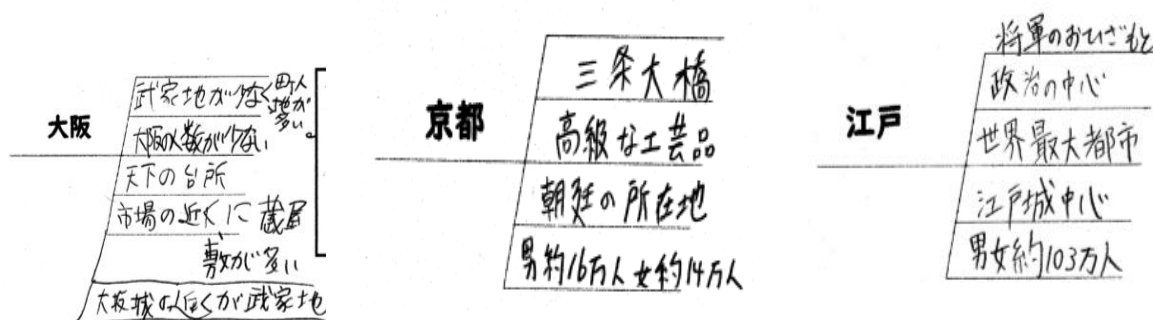 大阪
武家地が少なく町人地が多い。
大阪の人数が少ない
天下の台所
市場の近くに蔵屋
敷が多い
大阪城の近くが武家地
京都
三条大橋
高級な工芸品
朝廷の所在地
男約16万人女約14万人
江戸
将軍のおひざもと
政治の中心
世界最大都市
江戸城中心
男女約103万人